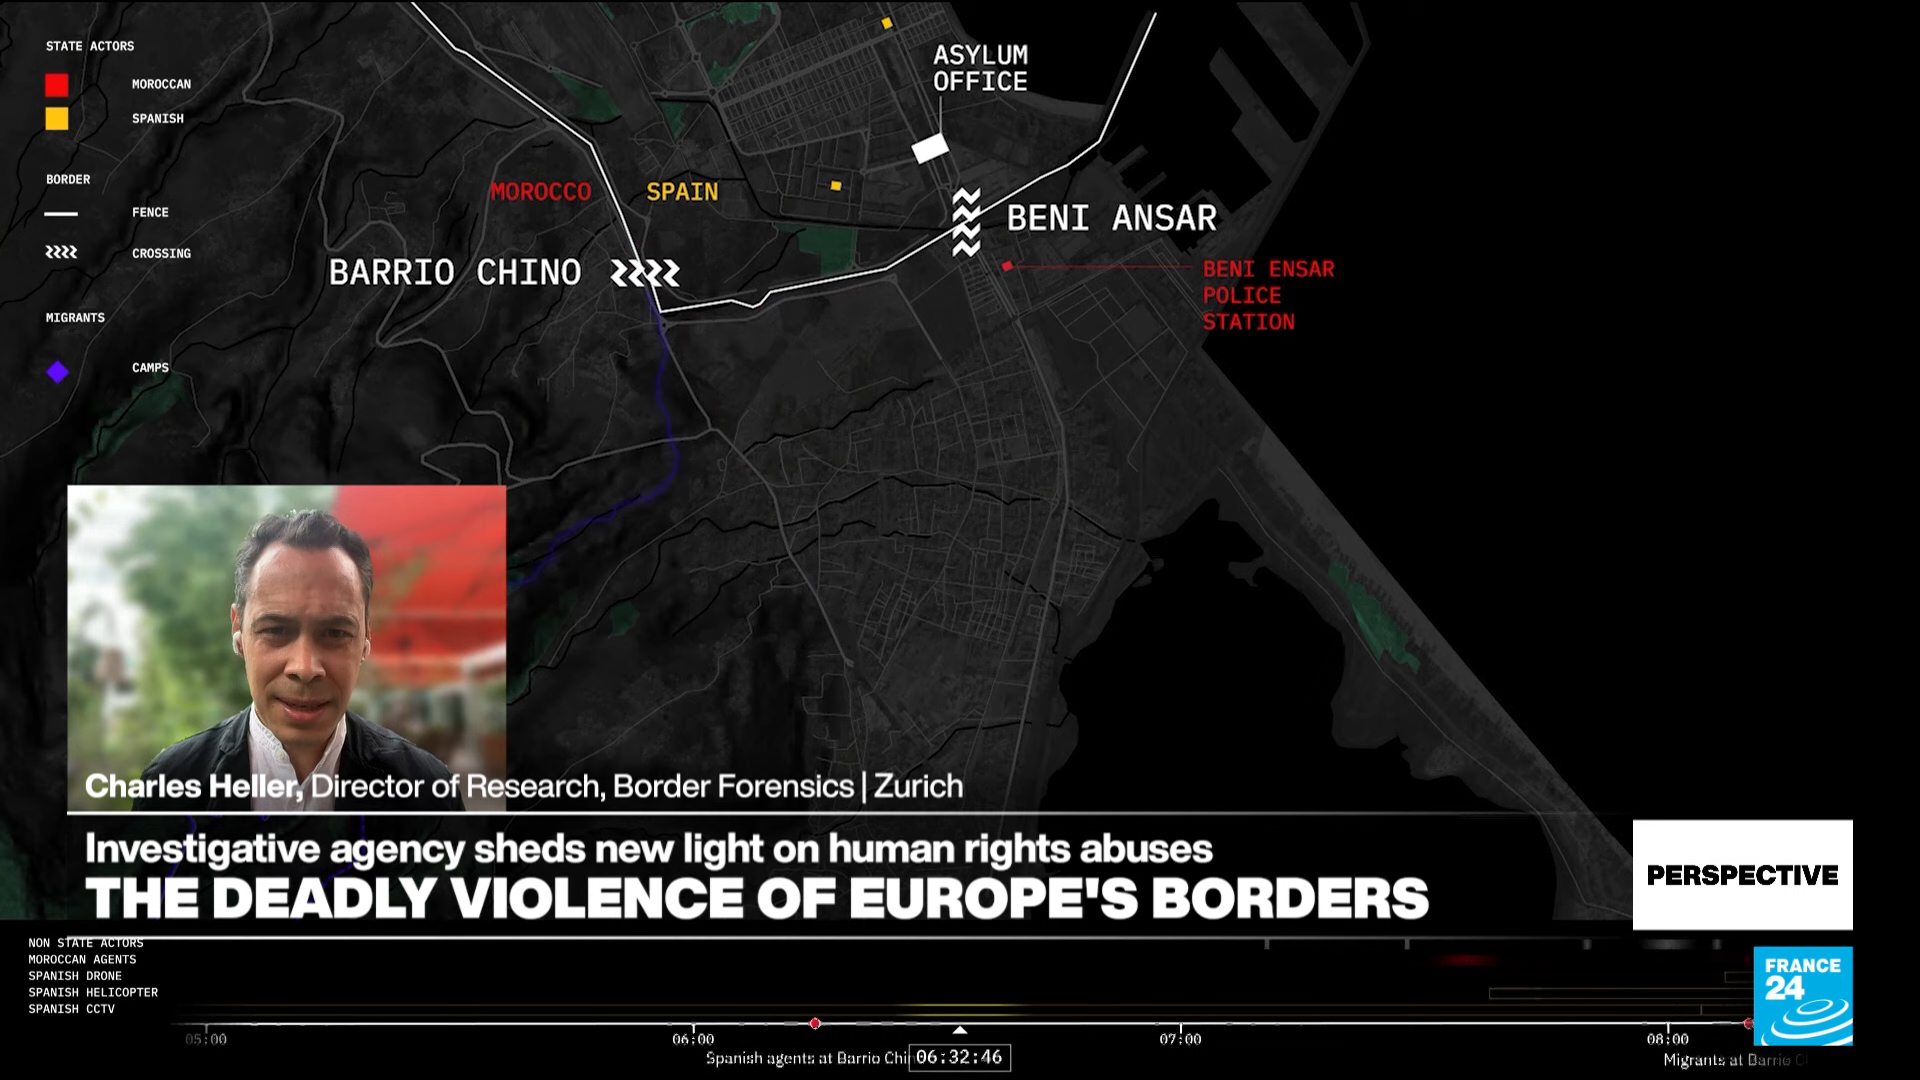 STATE ACTORS
MOROCCAN
SPANISH
BORDER
FENCE
CROSSING
MIGRANTS
CAMPS
ASYLUM
OFFICE
MOROCCO
SPAIN
BARRIO CHINO
BENI ANSAR
BENI ENSAR
POLICE
STATION
Charles Heller, Director of Research, Border Forensics | Zurich
Investigative agency sheds new light on human rights abuses
THE DEADLY VIOLENCE OF EUROPE'S BORDERS
PERSPECTIVE
NON STATE ACTORS
MOROCCAN AGENTS
SPANISH DRONE
SPANISH HELICOPTER
SPANISH CCTV
FRANCE
24
05:00
06:00
07:00
08:00
Spanish agents at Barrio Chin
06:32:46
Migrants at Barrio C